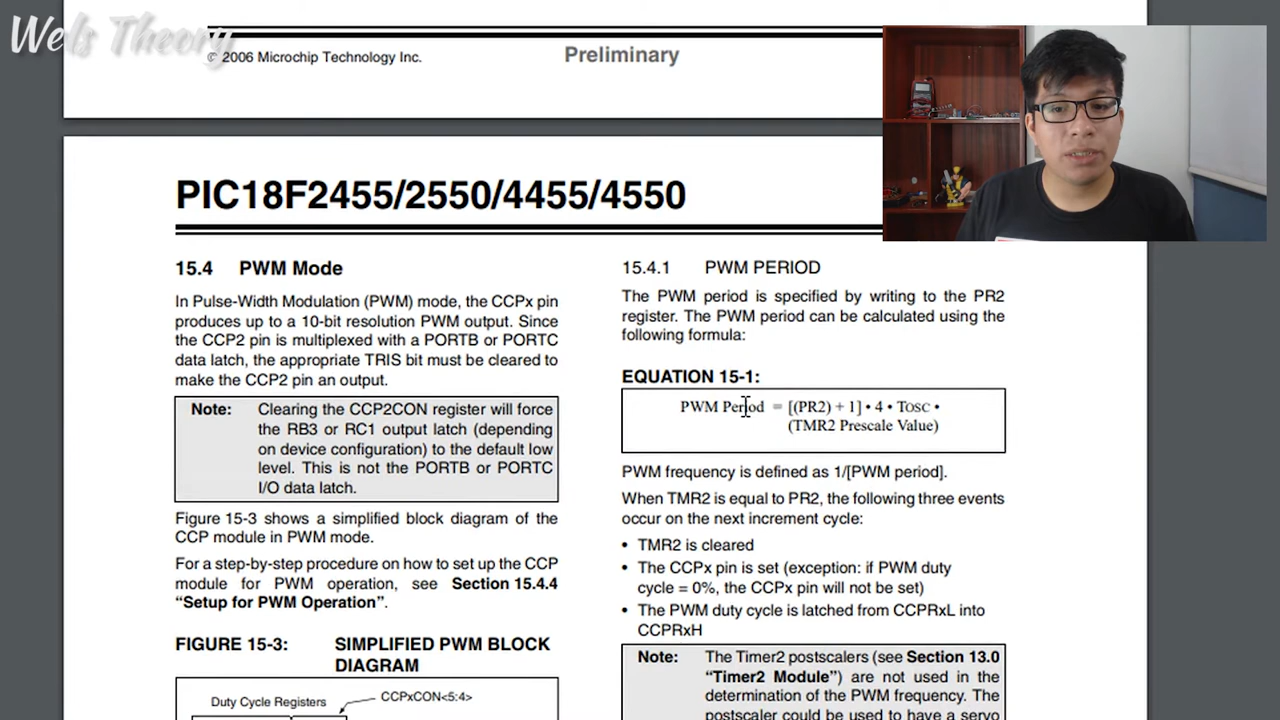 Wels Theory
© 2006 Microchip Technology Inc.
Preliminary
PIC18F2455/2550/4455/4550
15.4 PWM Mode
In Pulse-Width Modulation (PWM) mode, the CCPx pin
produces up to a 10-bit resolution PWM output. Since
the CCP2 pin is multiplexed with a PORTB or PORTC
data latch, the appropriate TRIS bit must be cleared to
make the CCP2 pin an output.
Note: Clearing the CCP2CON register will force
the RB3 or RC1 output latch (depending
on device configuration) to the default low
level. This is not the PORTB or PORTC
I/O data latch.
Figure 15-3 shows a simplified block diagram of the
CCP module in PWM mode.
For a step-by-step procedure on how to set up the CCP
module for PWM operation, see Section 15.4.4
“Setup for PWM Operation”.
FIGURE 15-3: SIMPLIFIED PWM BLOCK
DIAGRAM
Duty Cycle Registers
CCPxCON<5:4>
15.4.1 PWM PERIOD
The PWM period is specified by writing to the PR2
register. The PWM period can be calculated using the
following formula:
EQUATION 15-1:
PWM Period = [(PR2) + 1] • 4 • TOSC •
(TMR2 Prescale Value)
PWM frequency is defined as 1/[PWM period].
When TMR2 is equal to PR2, the following three events
occur on the next increment cycle:
• TMR2 is cleared
• The CCPx pin is set (exception: if PWM duty
cycle = 0%, the CCPx pin will not be set)
• The PWM duty cycle is latched from CCPRxL into
CCPRxH
Note: The Timer2 postscalers (see Section 13.0
“Timer2 Module”) are not used in the
determination of the PWM frequency. The
postscaler could be used to have a servo